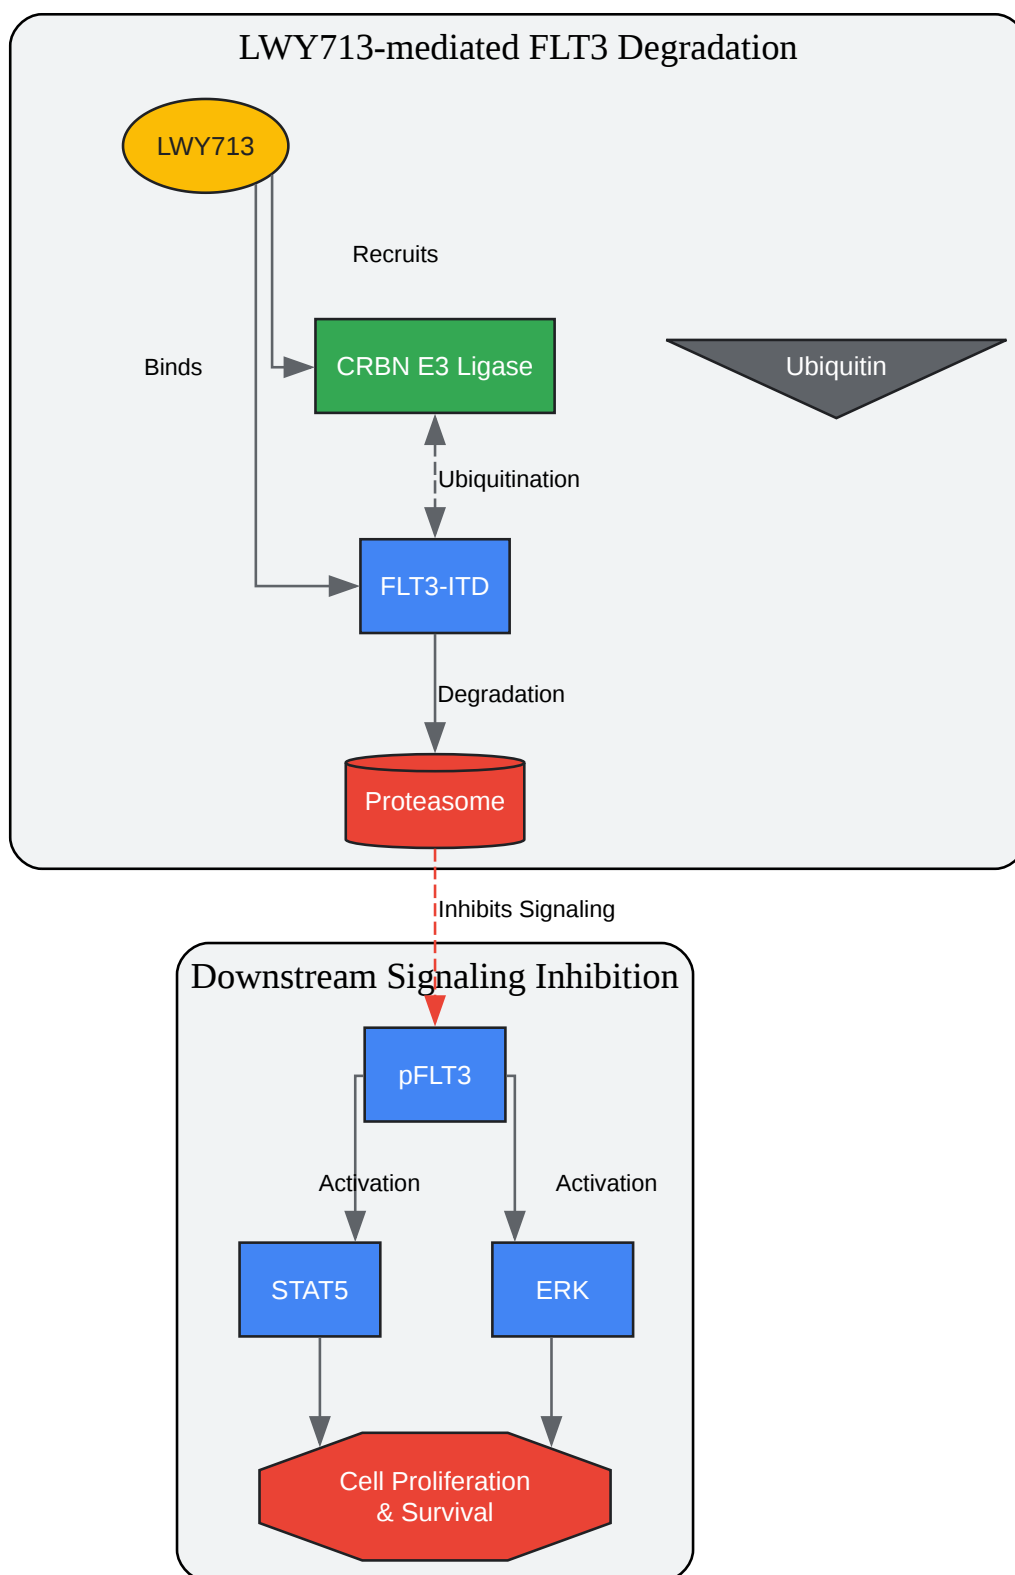 LWY713-mediated FLT3 Degradation
LWY713
Recruits
Binds
CRBN E3 Ligase
Ubiquitin
Ubiquitination
FLT3-ITD
Degradation
Proteasome
Inhibits Signaling
Downstream Signaling Inhibition
pFLT3
Activation
Activation
STAT5
ERK
Cell Proliferation
& Survival